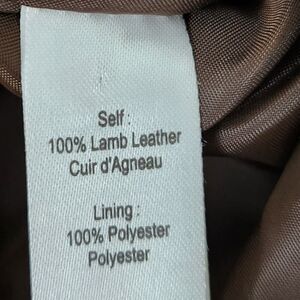 Self :
100% Lamb Leather
Cuir d'Agneau
Lining :
100% Polyester
Polyester